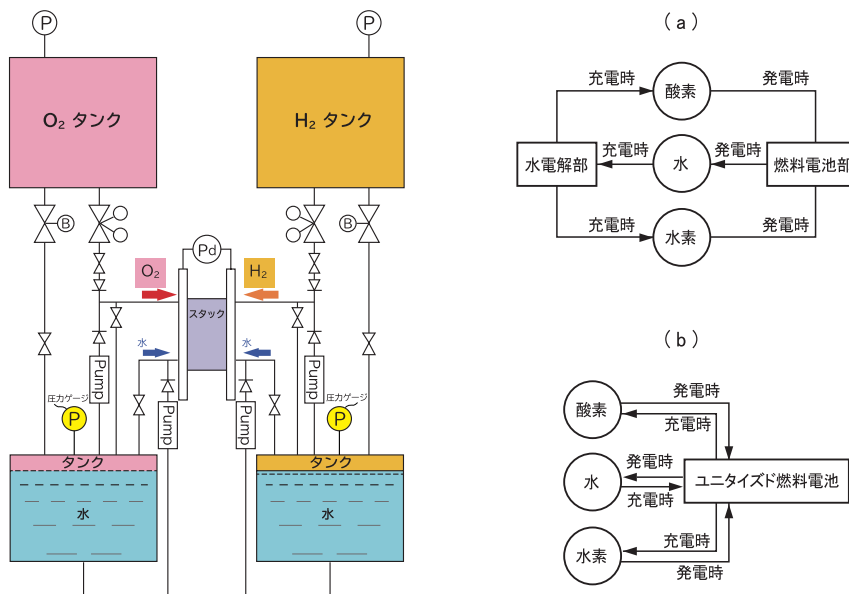 P
P
O₂ タンク
H₂ タンク
B
B
Pd
O₂
H₂
スタック
水
水
Pump
Pump
Pump
Pump
圧力ゲージ
圧力ゲージ
P
P
タンク
タンク
水
水
(a)
充電時
酸素
発電時
水電解部
充電時
水
発電時
燃料電池部
充電時
水素
発電時
(b)
酸素
発電時
充電時
水
発電時
充電時
ユニタイズド燃料電池
水素
充電時
発電時